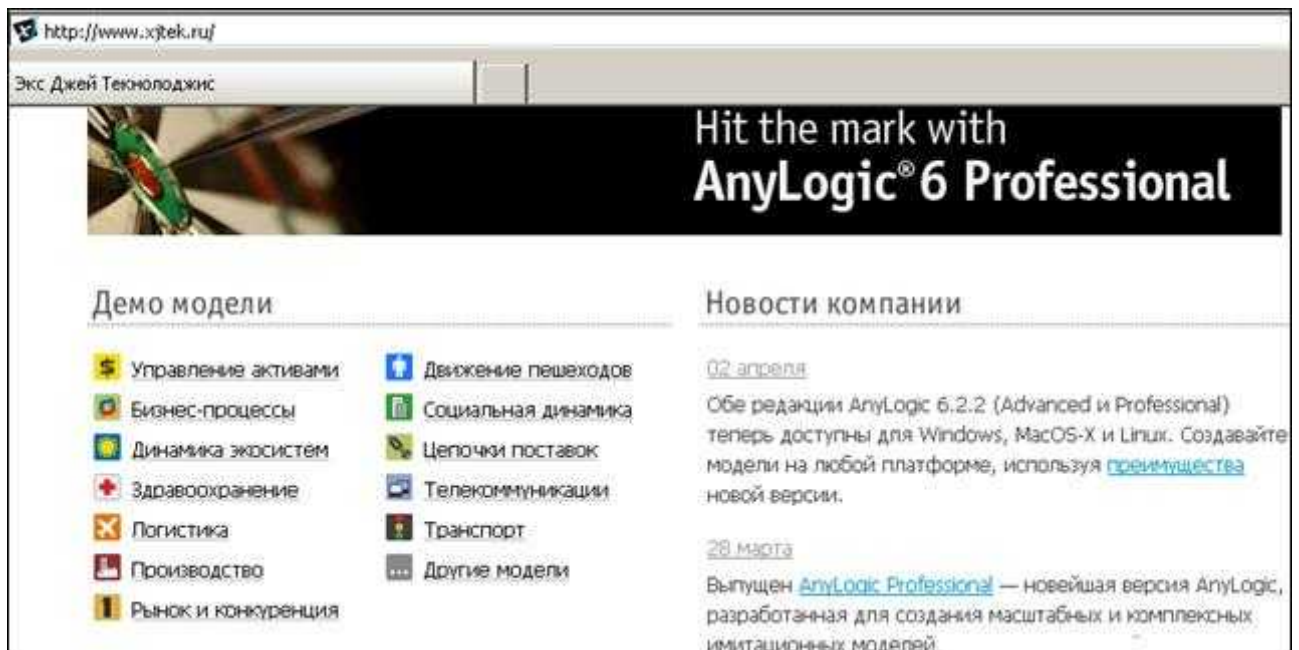 http://www.xjtek.ru/
Экс Джей Текнолоджис
Hit the mark with
AnyLogic® 6 Professional
Демо модели
Управление активами
Бизнес-процессы
Динамика экосистем
Здравоохранение
Логистика
Производство
Рынок и конкуренция
Движение пешеходов
Социальная динамика
Цепочки поставок
Телекоммуникации
Транспорт
Другие модели
Новости компании
02 апреля
Обе редакции AnyLogic 6.2.2 (Advanced и Professional)
теперь доступны для Windows, MacOS-X и Linux. Создавайте
модели на любой платформе, используя преимущества
новой версии.
28 марта
Выпущен AnyLogic Professional — новейшая версия AnyLogic,
разработанная для создания масштабных и комплексных
имитационных моделей